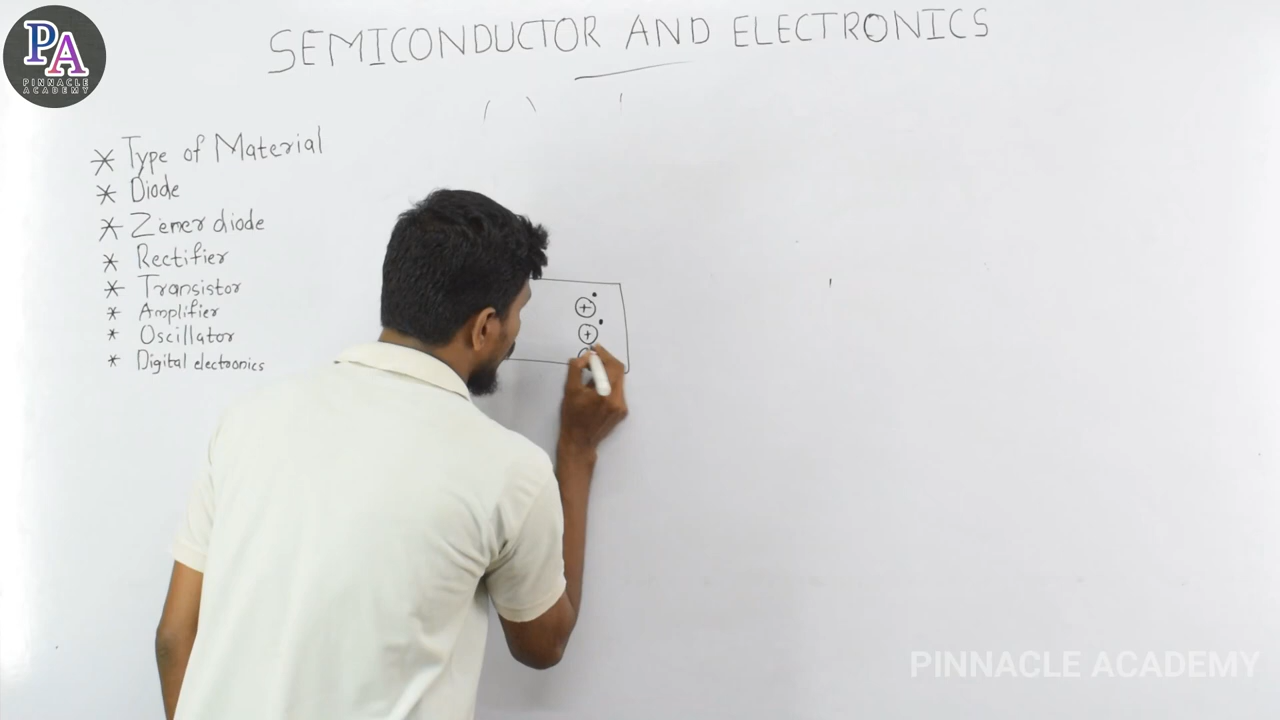 PA
PINNACLE
ACADEMY
SEMICONDUCTOR AND ELECTRONICS
* Type of Material
* Diode
* Zener diode
* Rectifier
* Transistor
* Amplifier
* Oscillator
* Digital electronics
+
+
PINNACLE ACADEMY